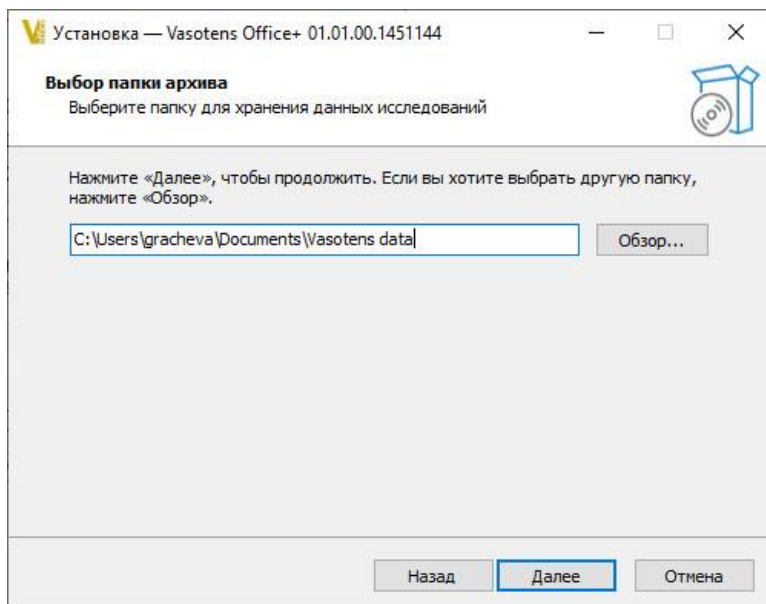 Установка — Vasotens Office+ 01.01.00.1451144
Выбор папки архива
Выберите папку для хранения данных исследований
Нажмите «Далее», чтобы продолжить. Если вы хотите выбрать другую папку,
нажмите «Обзор».
C:\Users\gracheva\Documents\Vasotens data
Обзор...
Назад
Далее
Отмена